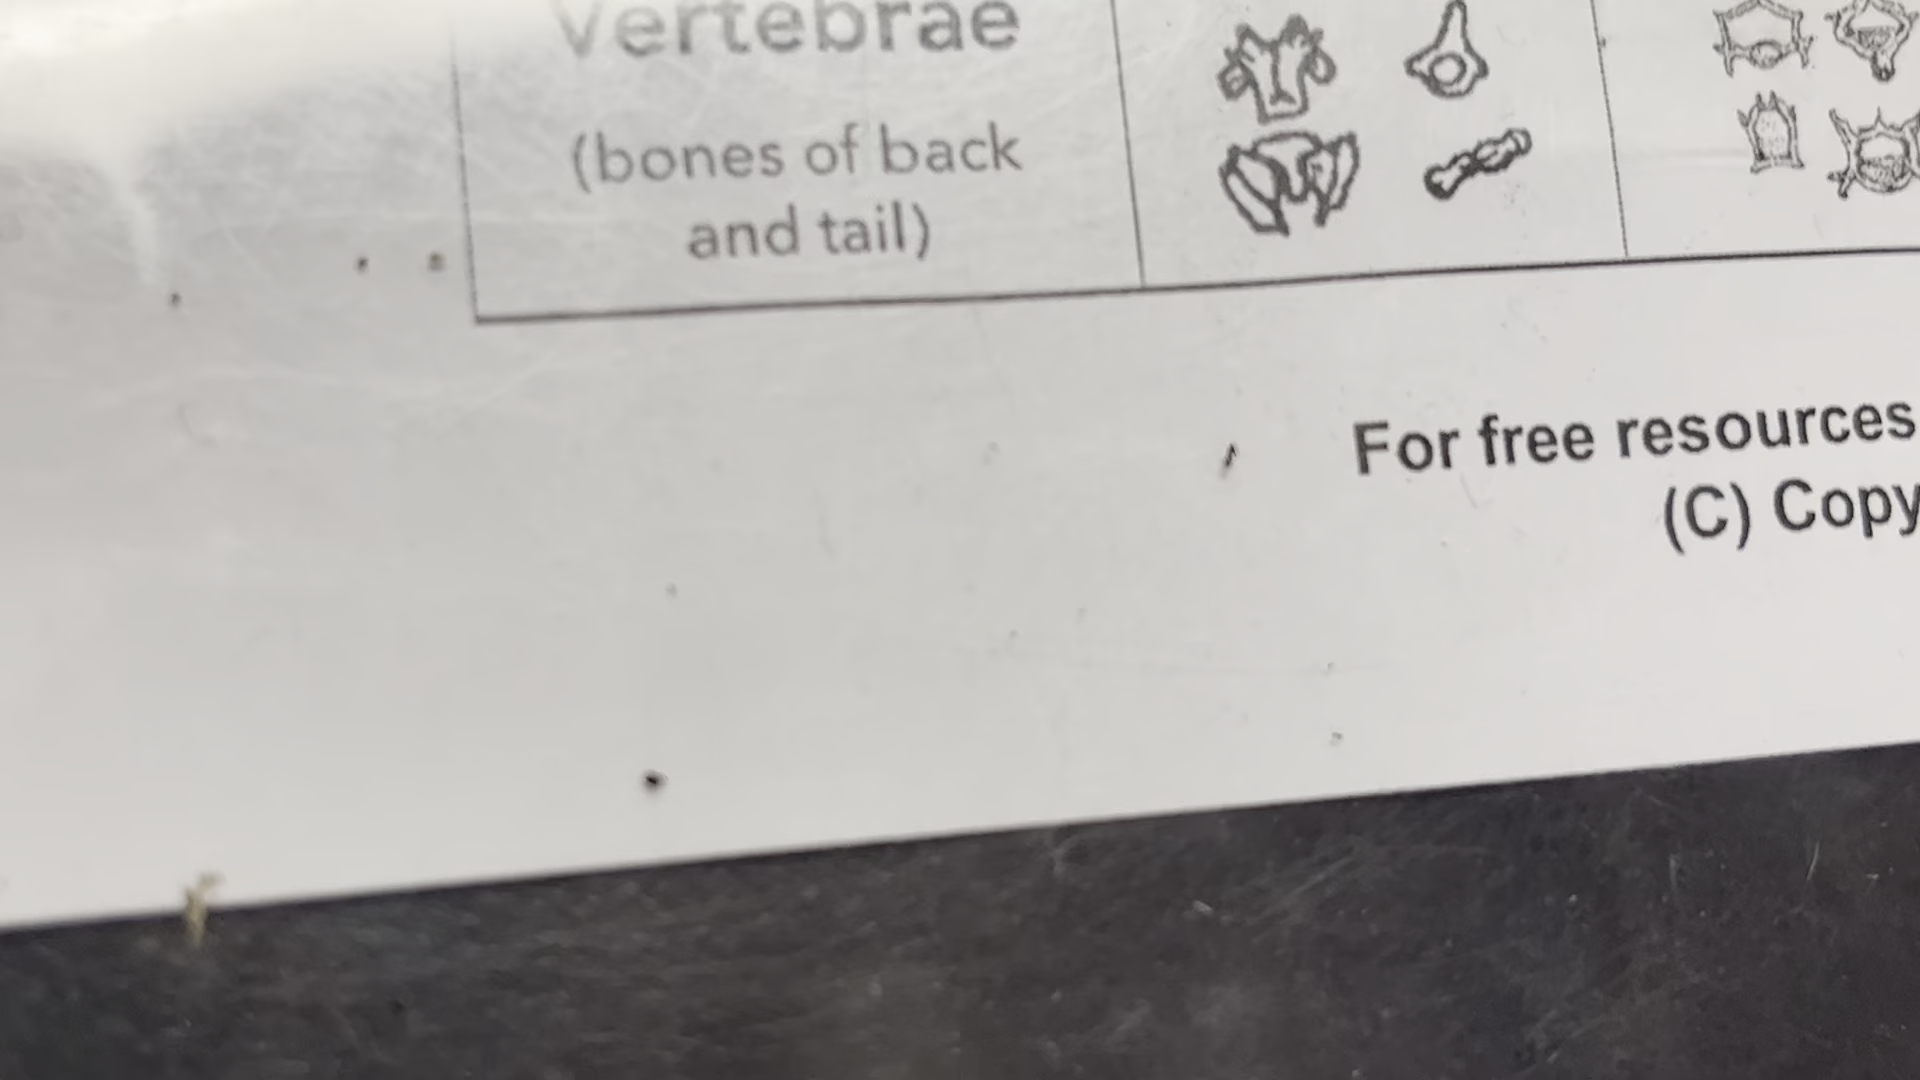 Vertebrae
(bones of back
and tail)
For free resources
(C) Copy